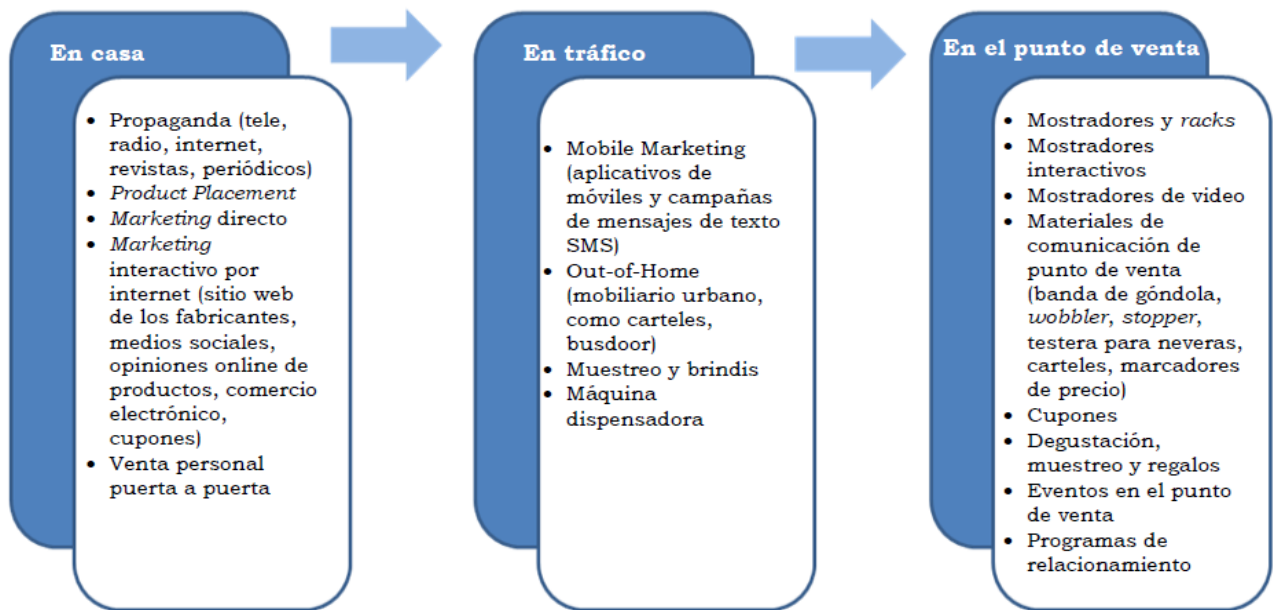 En casa
• Propaganda (tele,
radio, internet,
revistas, periódicos)
• Product Placement
• Marketing directo
• Marketing
interactivo por
internet (sitio web
de los fabricantes,
medios sociales,
opiniones online de
productos, comercio
electrónico,
cupones)
• Venta personal
puerta a puerta
En tráfico
• Mobile Marketing
(aplicativos de
móviles y campañas
de mensajes de texto
SMS)
• Out-of-Home
(mobiliario urbano,
como carteles,
busdoor)
• Muestreo y brindis
• Máquina
dispensadora
En el punto de venta
• Mostradores y racks
• Mostradores
interactivos
• Mostradores de video
• Materiales de
comunicación de
punto de venta
(banda de góndola,
wobbler, stopper,
testera para neveras,
carteles, marcadores
de precio)
• Cupones
• Degustación,
muestreo y regalos
• Eventos en el punto
de venta
• Programas de
relacionamiento